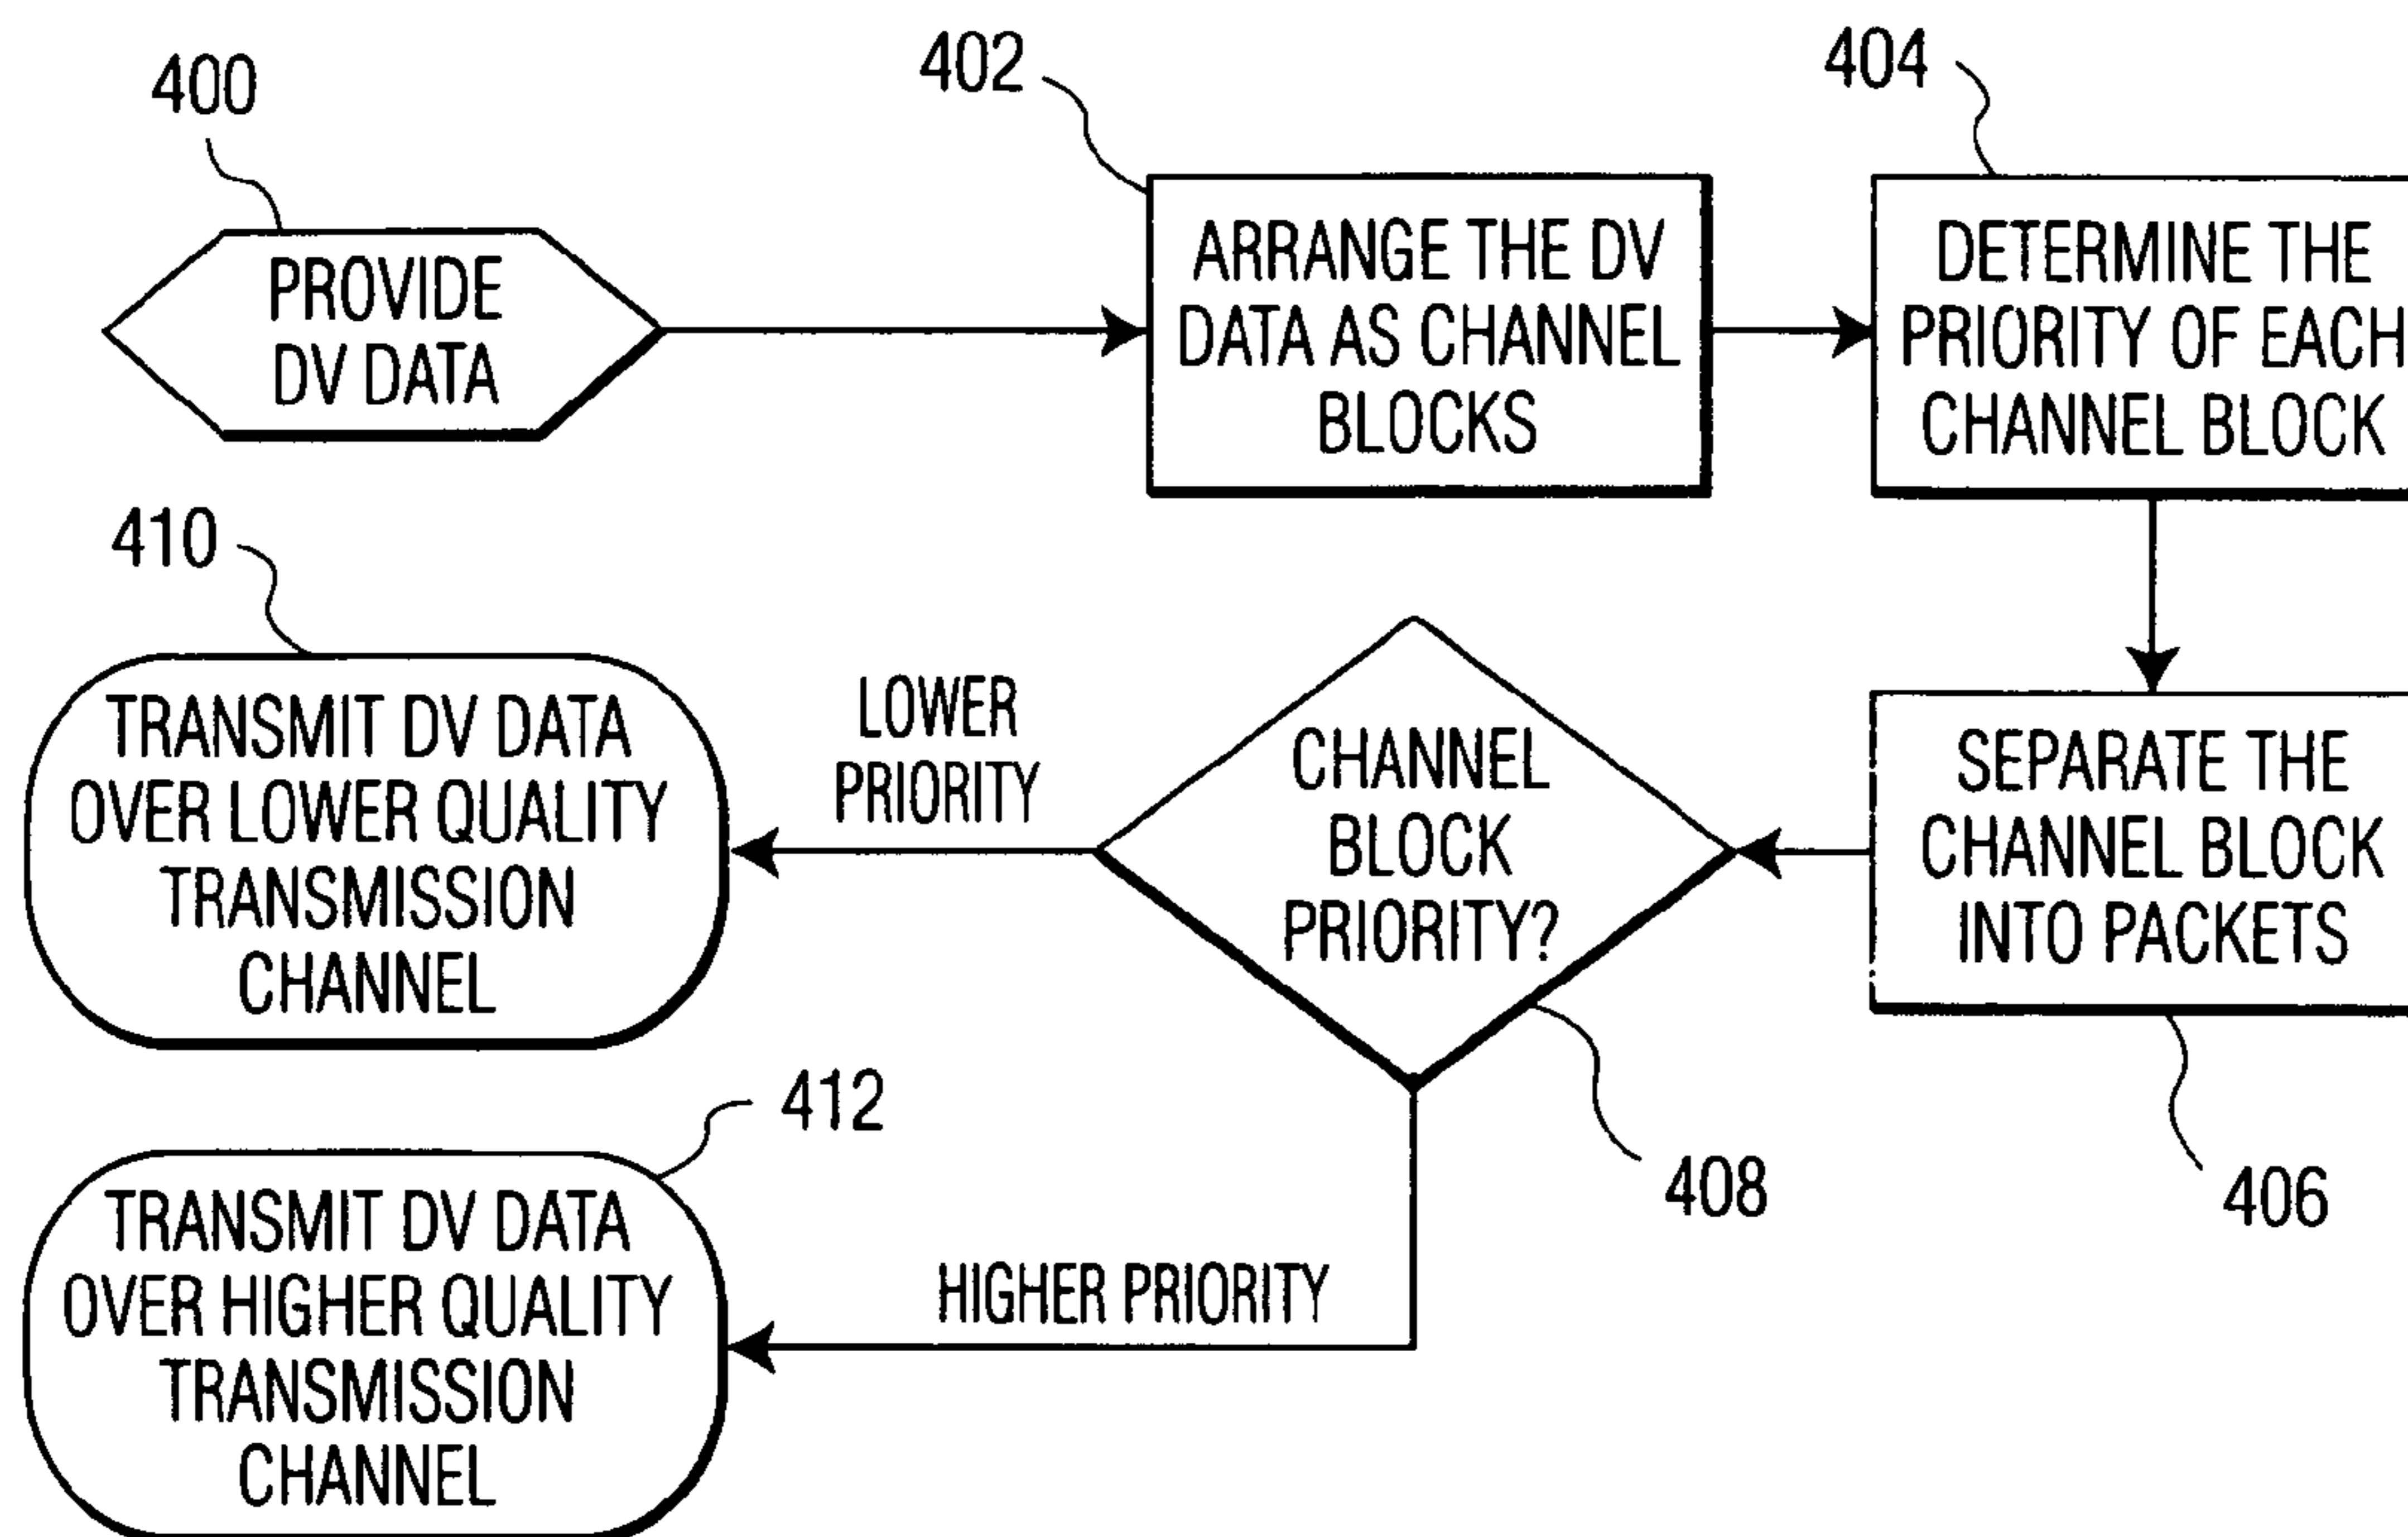 400
PROVIDE
DV DATA
402
ARRANGE THE DV
DATA AS CHANNEL
BLOCKS
404
DETERMINE THE
PRIORITY OF EACH
CHANNEL BLOCK
406
SEPARATE THE
CHANNEL BLOCK
INTO PACKETS
408
CHANNEL
BLOCK
PRIORITY?
LOWER
PRIORITY
410
TRANSMIT DV DATA
OVER LOWER QUALITY
TRANSMISSION
CHANNEL
HIGHER PRIORITY
412
TRANSMIT DV DATA
OVER HIGHER QUALITY
TRANSMISSION
CHANNEL